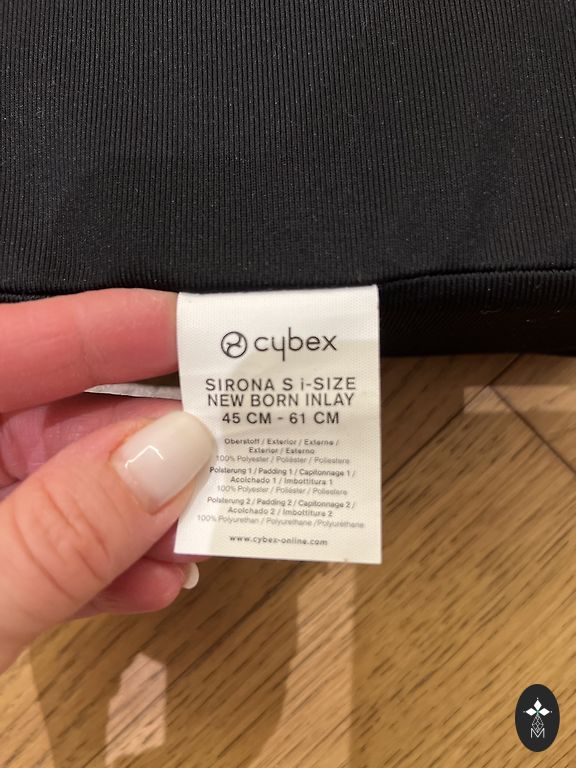 cybex
SIRONA S i-SIZE
NEW BORN INLAY
45 CM - 61 CM
Oberstoff / Exterior / Externe /
Exterior / Esterno
100% Polyester / Poliéster / Poliestere
Polsterung 1 / Padding 1 / Capitonnage 1 /
Acolchado 1 / Imbottitura 1
100% Polyester / Poliéster / Poliestere
Polsterung 2 / Padding 2 / Capitonnage 2 /
Acolchado 2 / Imbottitura 2
100% Polyurethan / Polyurethane /Polyurethane
www.cybex-online.com
M